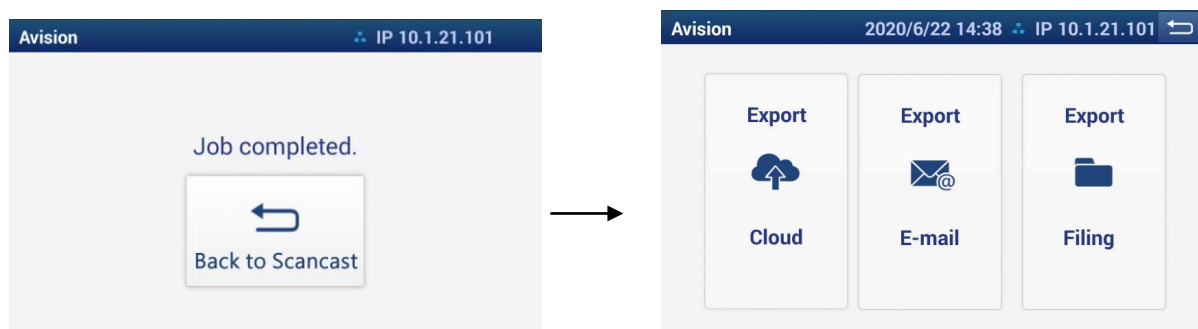 Avision IP 10.1.21.101
Job completed.
Back to Scancast
Avision 2020/6/22 14:38 IP 10.1.21.101
Export
Cloud
Export
@
E-mail
Export
Filing